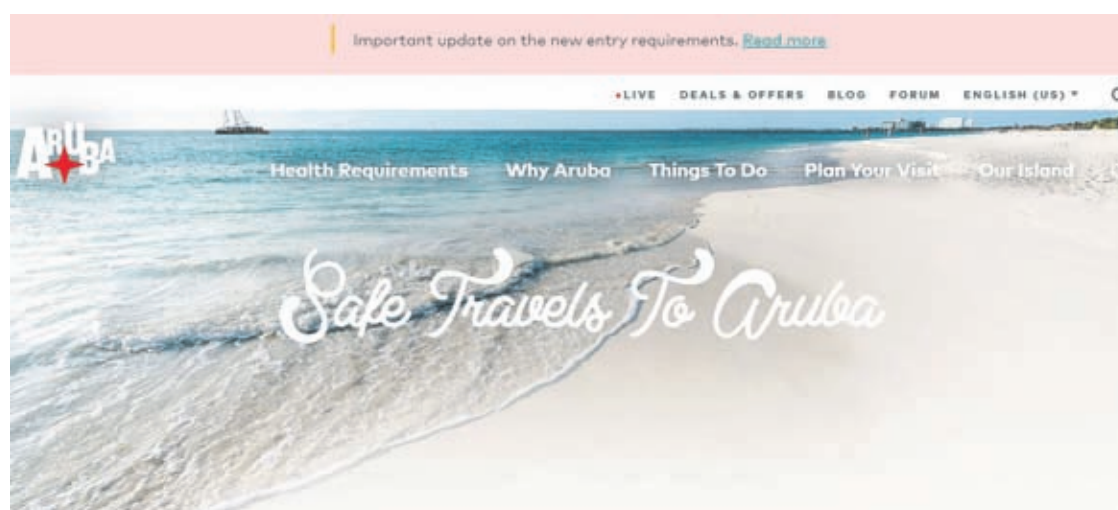 Important update on the new entry requirements. Read more
LIVE DEALS & OFFERS BLOG FORUM ENGLISH (US)
ARUBA
Health Requirements Why Aruba Things To Do Plan Your Visit Our Island
Safe Travels To Aruba